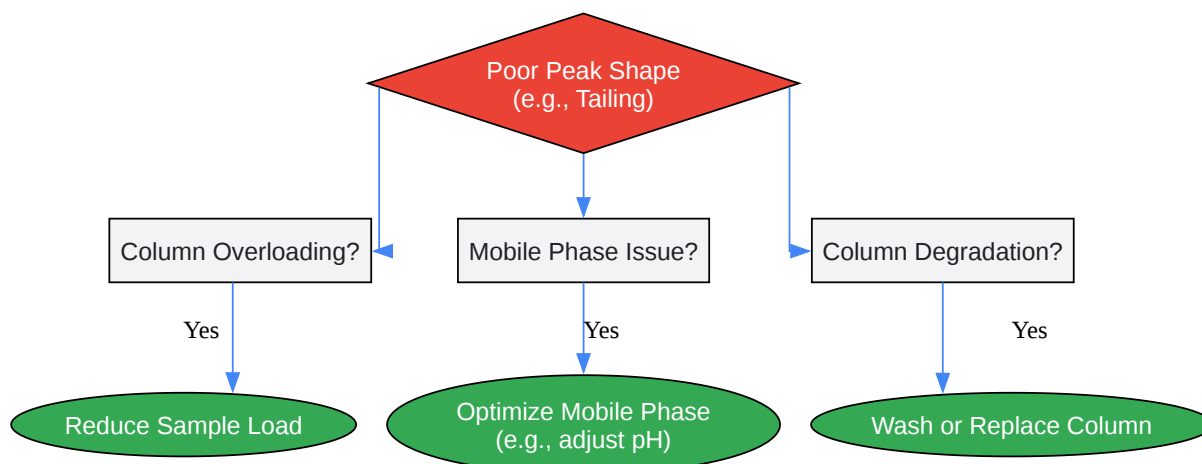 Poor Peak Shape
(e.g., Tailing)
Column Overloading?
Mobile Phase Issue?
Column Degradation?
Yes
Yes
Yes
Reduce Sample Load
Optimize Mobile Phase
(e.g., adjust pH)
Wash or Replace Column